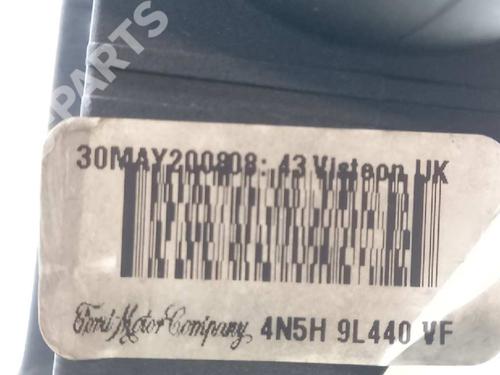 PARTS
30MAY200808: 43 Visteon UK
Ford Motor Company 4N5H 9L440 VF